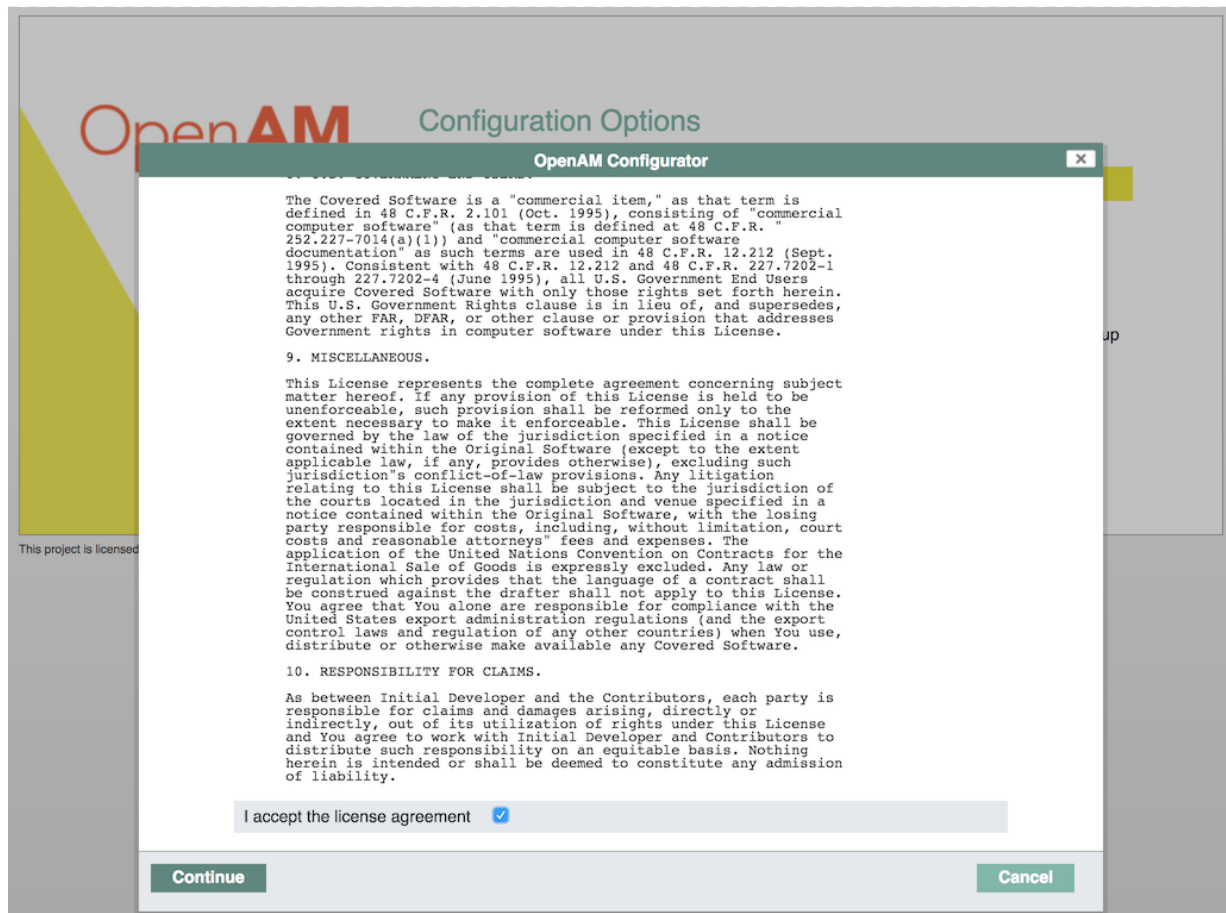 OpenAM
Configuration Options
OpenAM Configurator
The Covered Software is a "commercial item," as that term is
defined in 48 C.F.R. 2.101 (Oct. 1995), consisting of "commercial
computer software" (as that term is defined at 48 C.F.R. "
252.227-7014(a)(1)) and "commercial computer software
documentation" as such terms are used in 48 C.F.R. 12.212 (Sept.
1995). Consistent with 48 C.F.R. 12.212 and 48 C.F.R. 227.7202-1
through 227.7202-4 (June 1995), all U.S. Government End Users
acquire Covered Software with only those rights set forth herein.
This U.S. Government Rights clause is in lieu of, and supersedes,
any other FAR, DFAR, or other clause or provision that addresses
Government rights in computer software under this License.
up
9. MISCELLANEOUS.
This License represents the complete agreement concerning subject
matter hereof. If any provision of this License is held to be
unenforceable, such provision shall be reformed only to the
extent necessary to make it enforceable. This License shall be
governed by the law of the jurisdiction specified in a notice
contained within the Original Software (except to the extent
applicable law, if any, provides otherwise), excluding such
jurisdiction"s conflict-of-law provisions. Any litigation
relating to this License shall be subject to the jurisdiction of
the courts located in the jurisdiction and venue specified in a
notice contained within the Original Software, with the losing
party responsible for costs, including, without limitation, court
costs and reasonable attorneys" fees and expenses. The
application of the United Nations Convention on Contracts for the
International Sale of Goods is expressly excluded. Any law or
regulation which provides that the language of a contract shall
be construed against the drafter shall not apply to this License.
You agree that You alone are responsible for compliance with the
United States export administration regulations (and the export
control laws and regulation of any other countries) when You use,
distribute or otherwise make available any Covered Software.
This project is licensed
10. RESPONSIBILITY FOR CLAIMS.
As between Initial Developer and the Contributors, each party is
responsible for claims and damages arising, directly or
indirectly, out of its utilization of rights under this License
and You agree to work with Initial Developer and Contributors to
distribute such responsibility on an equitable basis. Nothing
herein is intended or shall be deemed to constitute any admission
of liability.
I accept the license agreement
Continue
Cancel